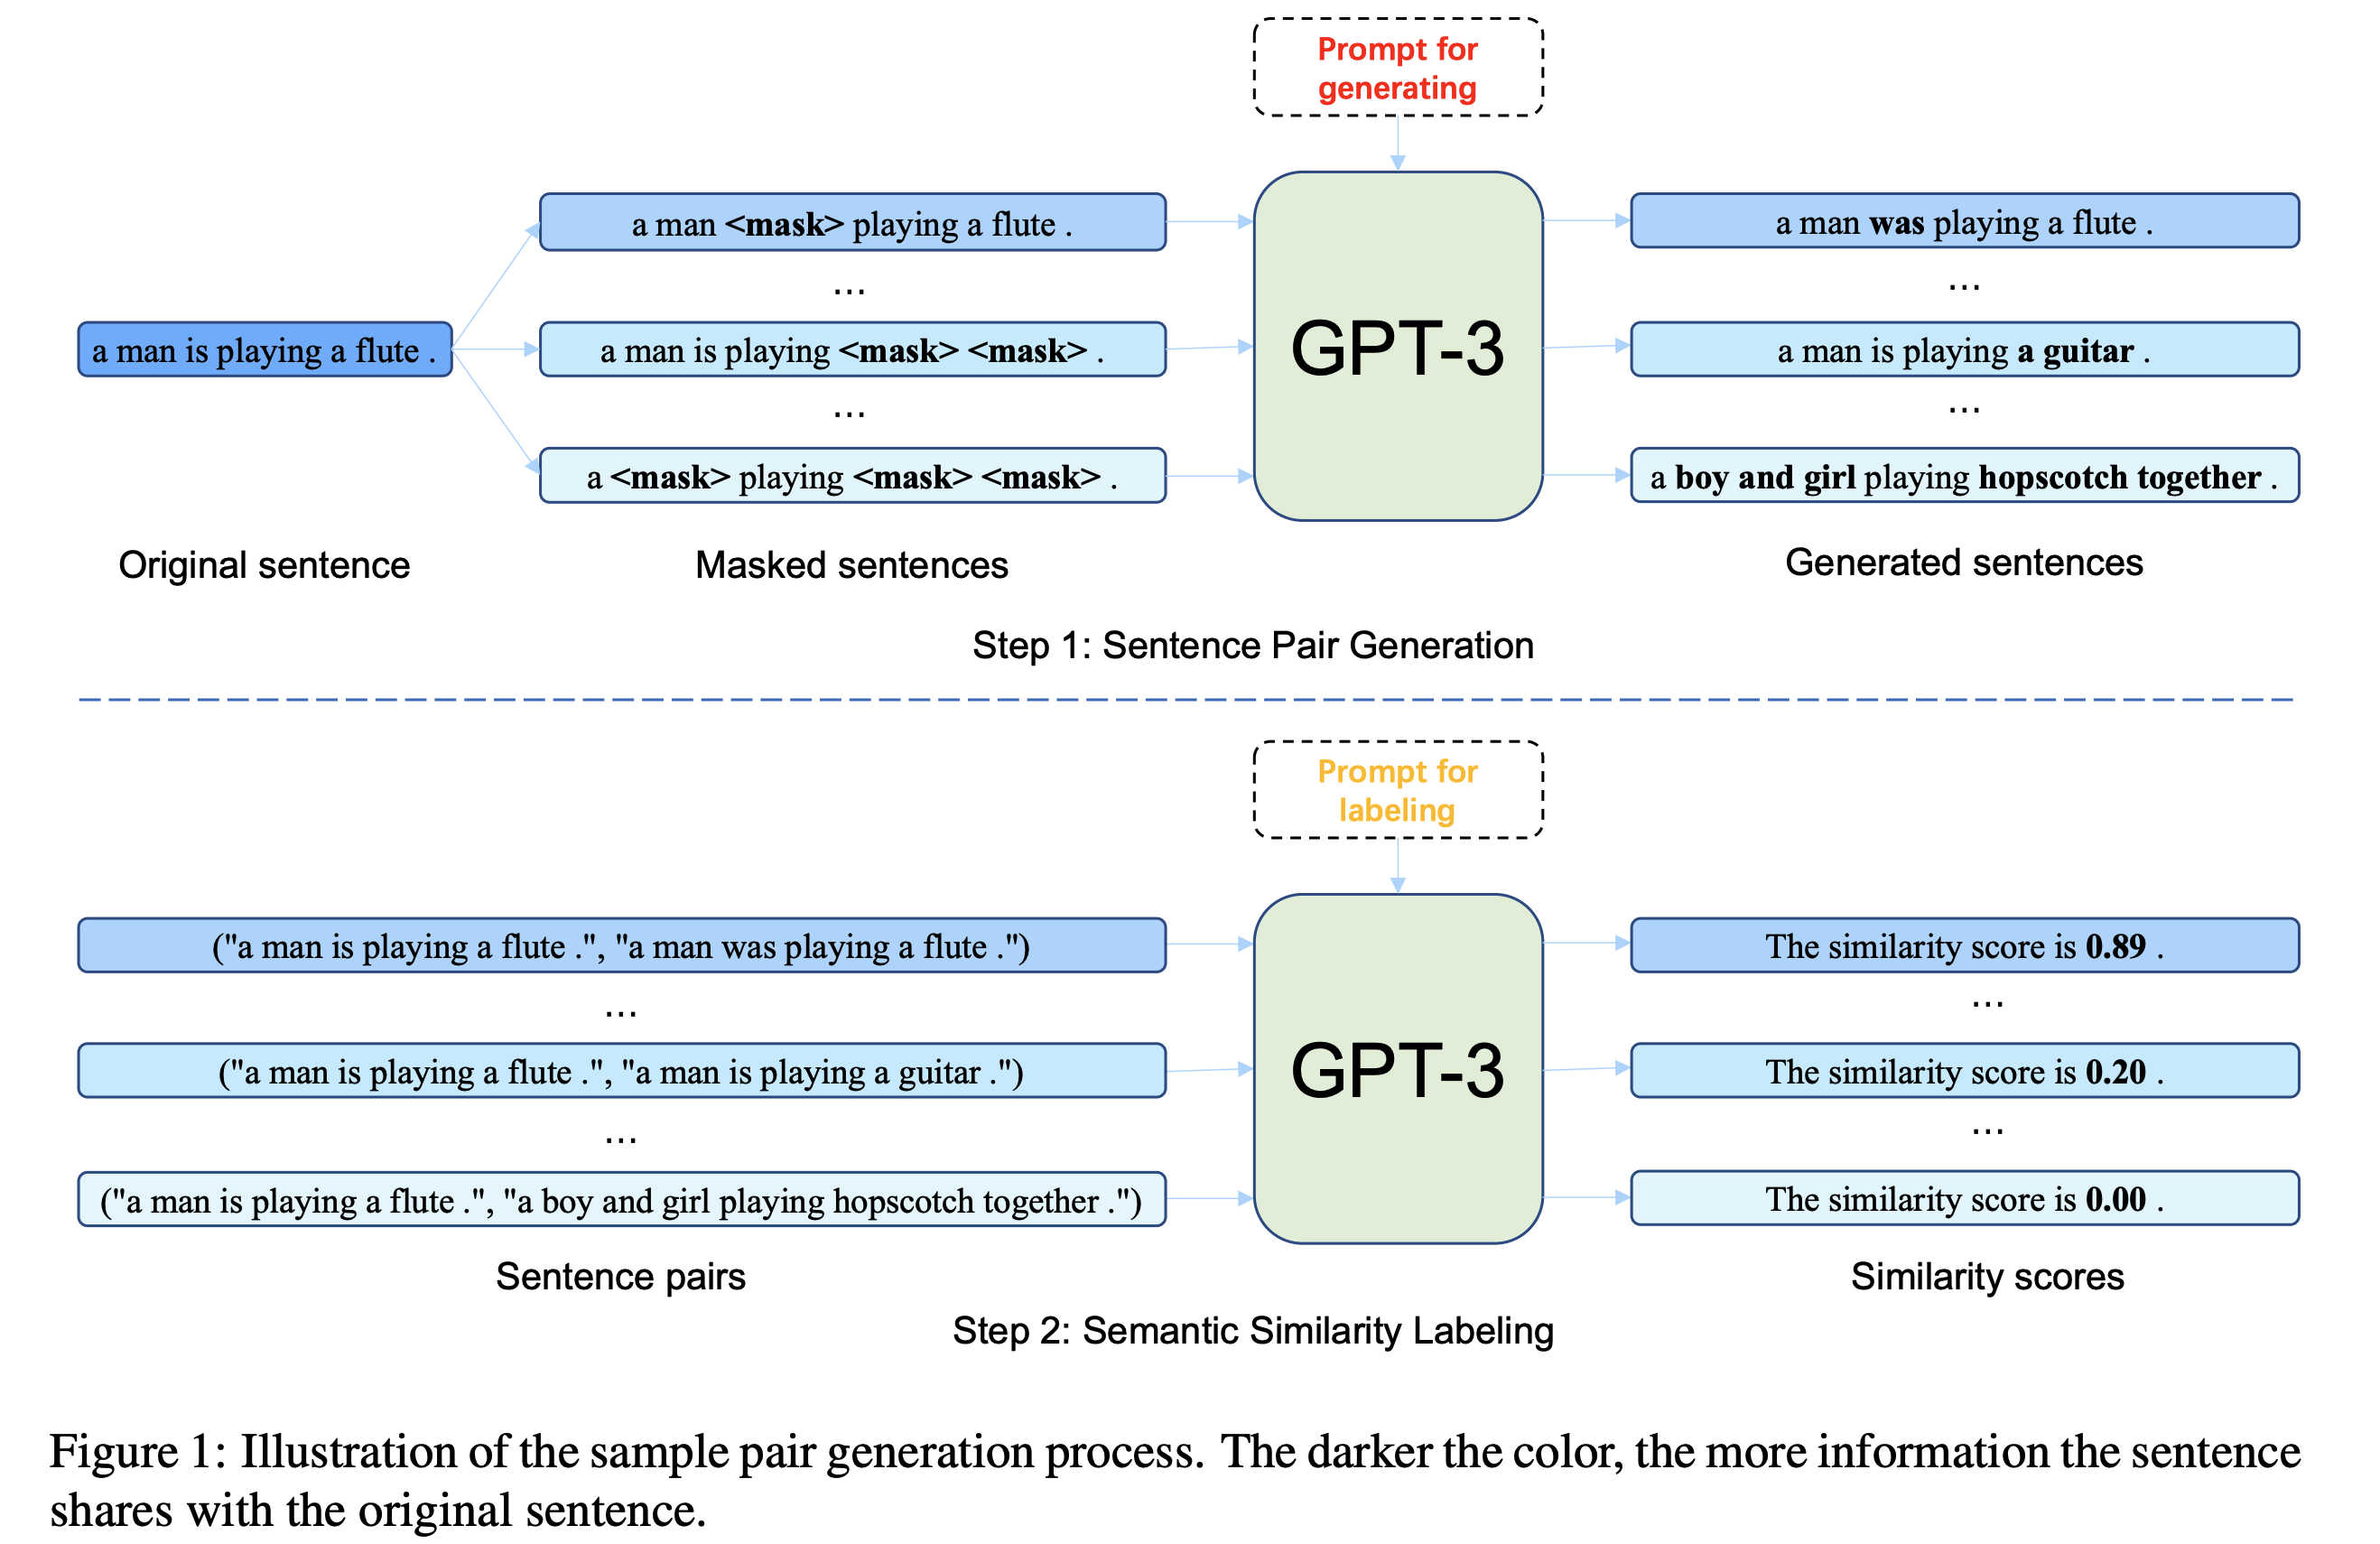 Prompt for
generating
a man <mask> playing a flute .
a man was playing a flute .
...
...
a man is playing a flute .
a man is playing <mask> <mask> .
GPT-3
a man is playing a guitar .
...
...
a <mask> playing <mask> <mask> .
a boy and girl playing hopscotch together .
Original sentence
Masked sentences
Generated sentences
Step 1: Sentence Pair Generation
Prompt for
labeling
("a man is playing a flute .", "a man was playing a flute .")
The similarity score is 0.89 .
...
...
("a man is playing a flute .", "a man is playing a guitar .")
GPT-3
The similarity score is 0.20 .
...
...
("a man is playing a flute .", "a boy and girl playing hopscotch together .")
The similarity score is 0.00 .
Sentence pairs
Similarity scores
Step 2: Semantic Similarity Labeling
Figure 1: Illustration of the sample pair generation process. The darker the color, the more information the sentence
shares with the original sentence.